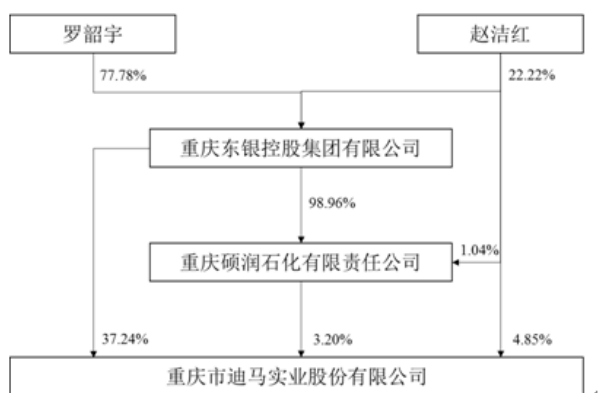 罗韶宇
赵洁红
77.78%
22.22%
重庆东银控股集团有限公司
98.96%
1.04%
重庆硕润石化有限责任公司
37.24%
3.20%
4.85%
重庆市迪马实业股份有限公司